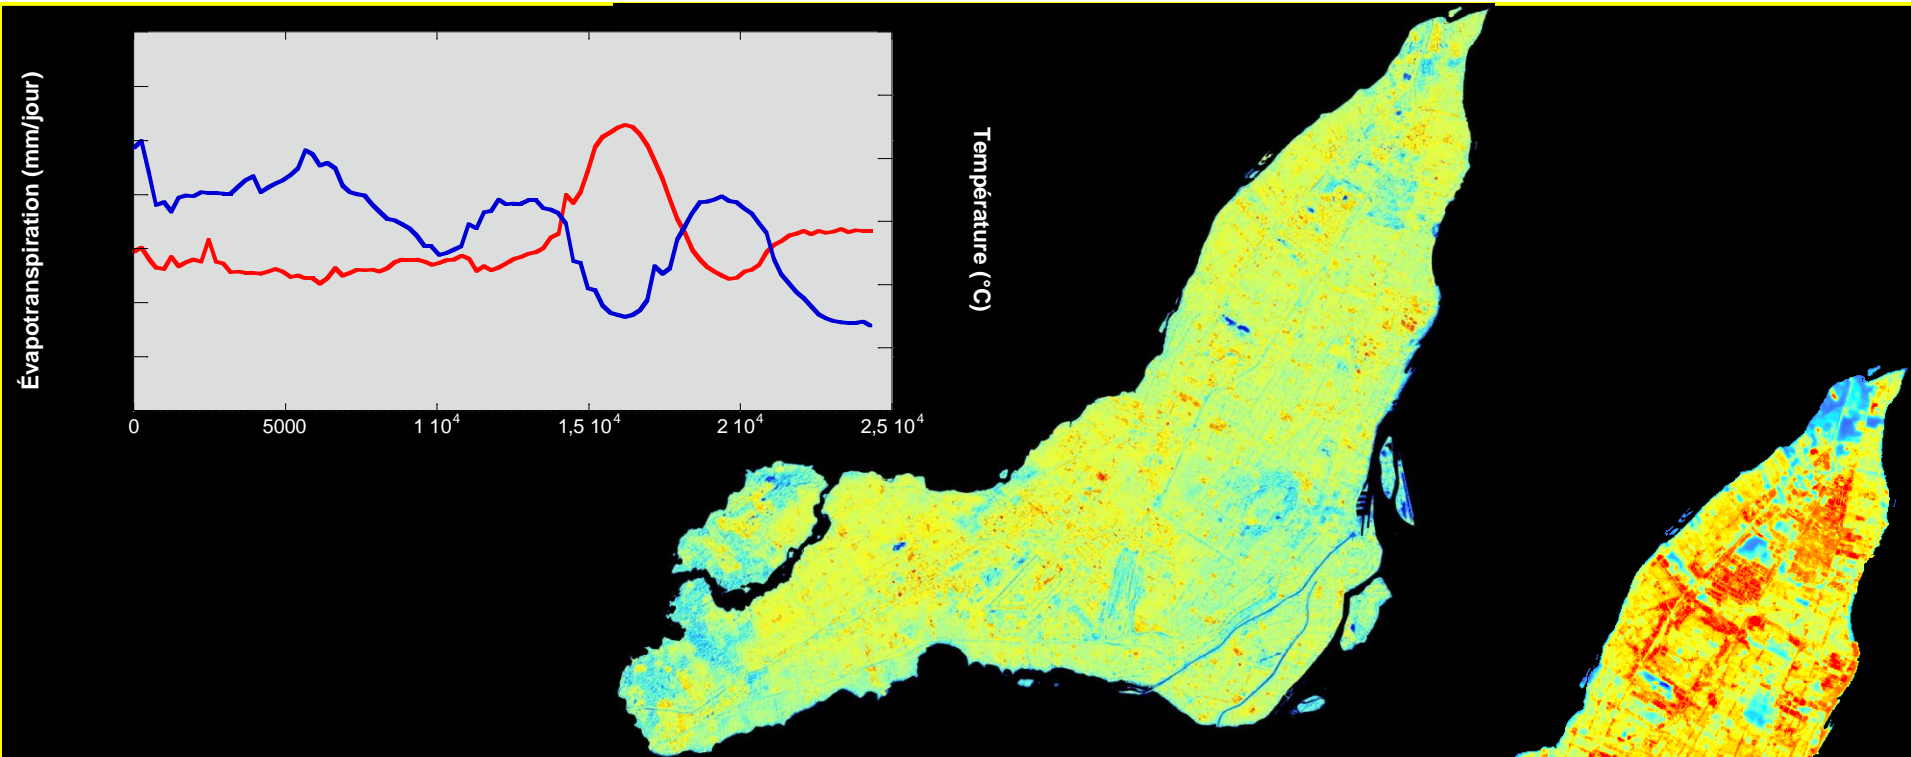 Évapotranspiration (mm/jour)
Température (°C)
0 5000 1 10⁴ 1,5 10⁴ 2 10⁴ 2,5 10⁴